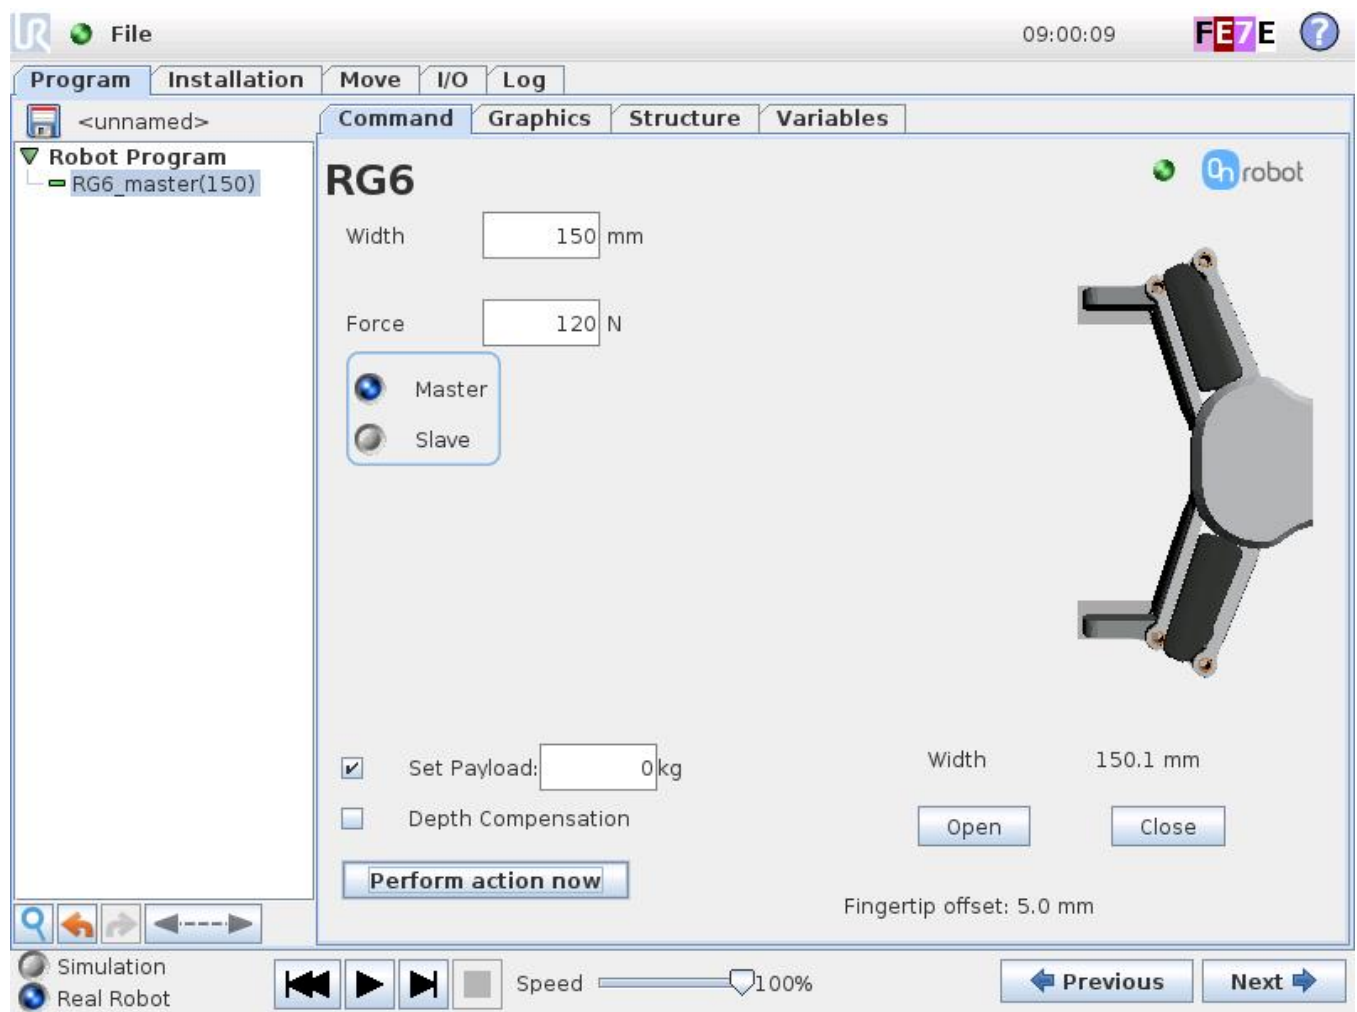 UR File 09:00:09 FE7E ?
Program Installation Move I/O Log
<unnamed> Command Graphics Structure Variables
Robot Program
RG6_master(150)
RG6
On robot
Width 150 mm
Force 120 N
Master
Slave
Set Payload: 0 kg
Width 150.1 mm
Depth Compensation
Open Close
Perform action now
Fingertip offset: 5.0 mm
Simulation
Real Robot
Speed 100%
Previous Next